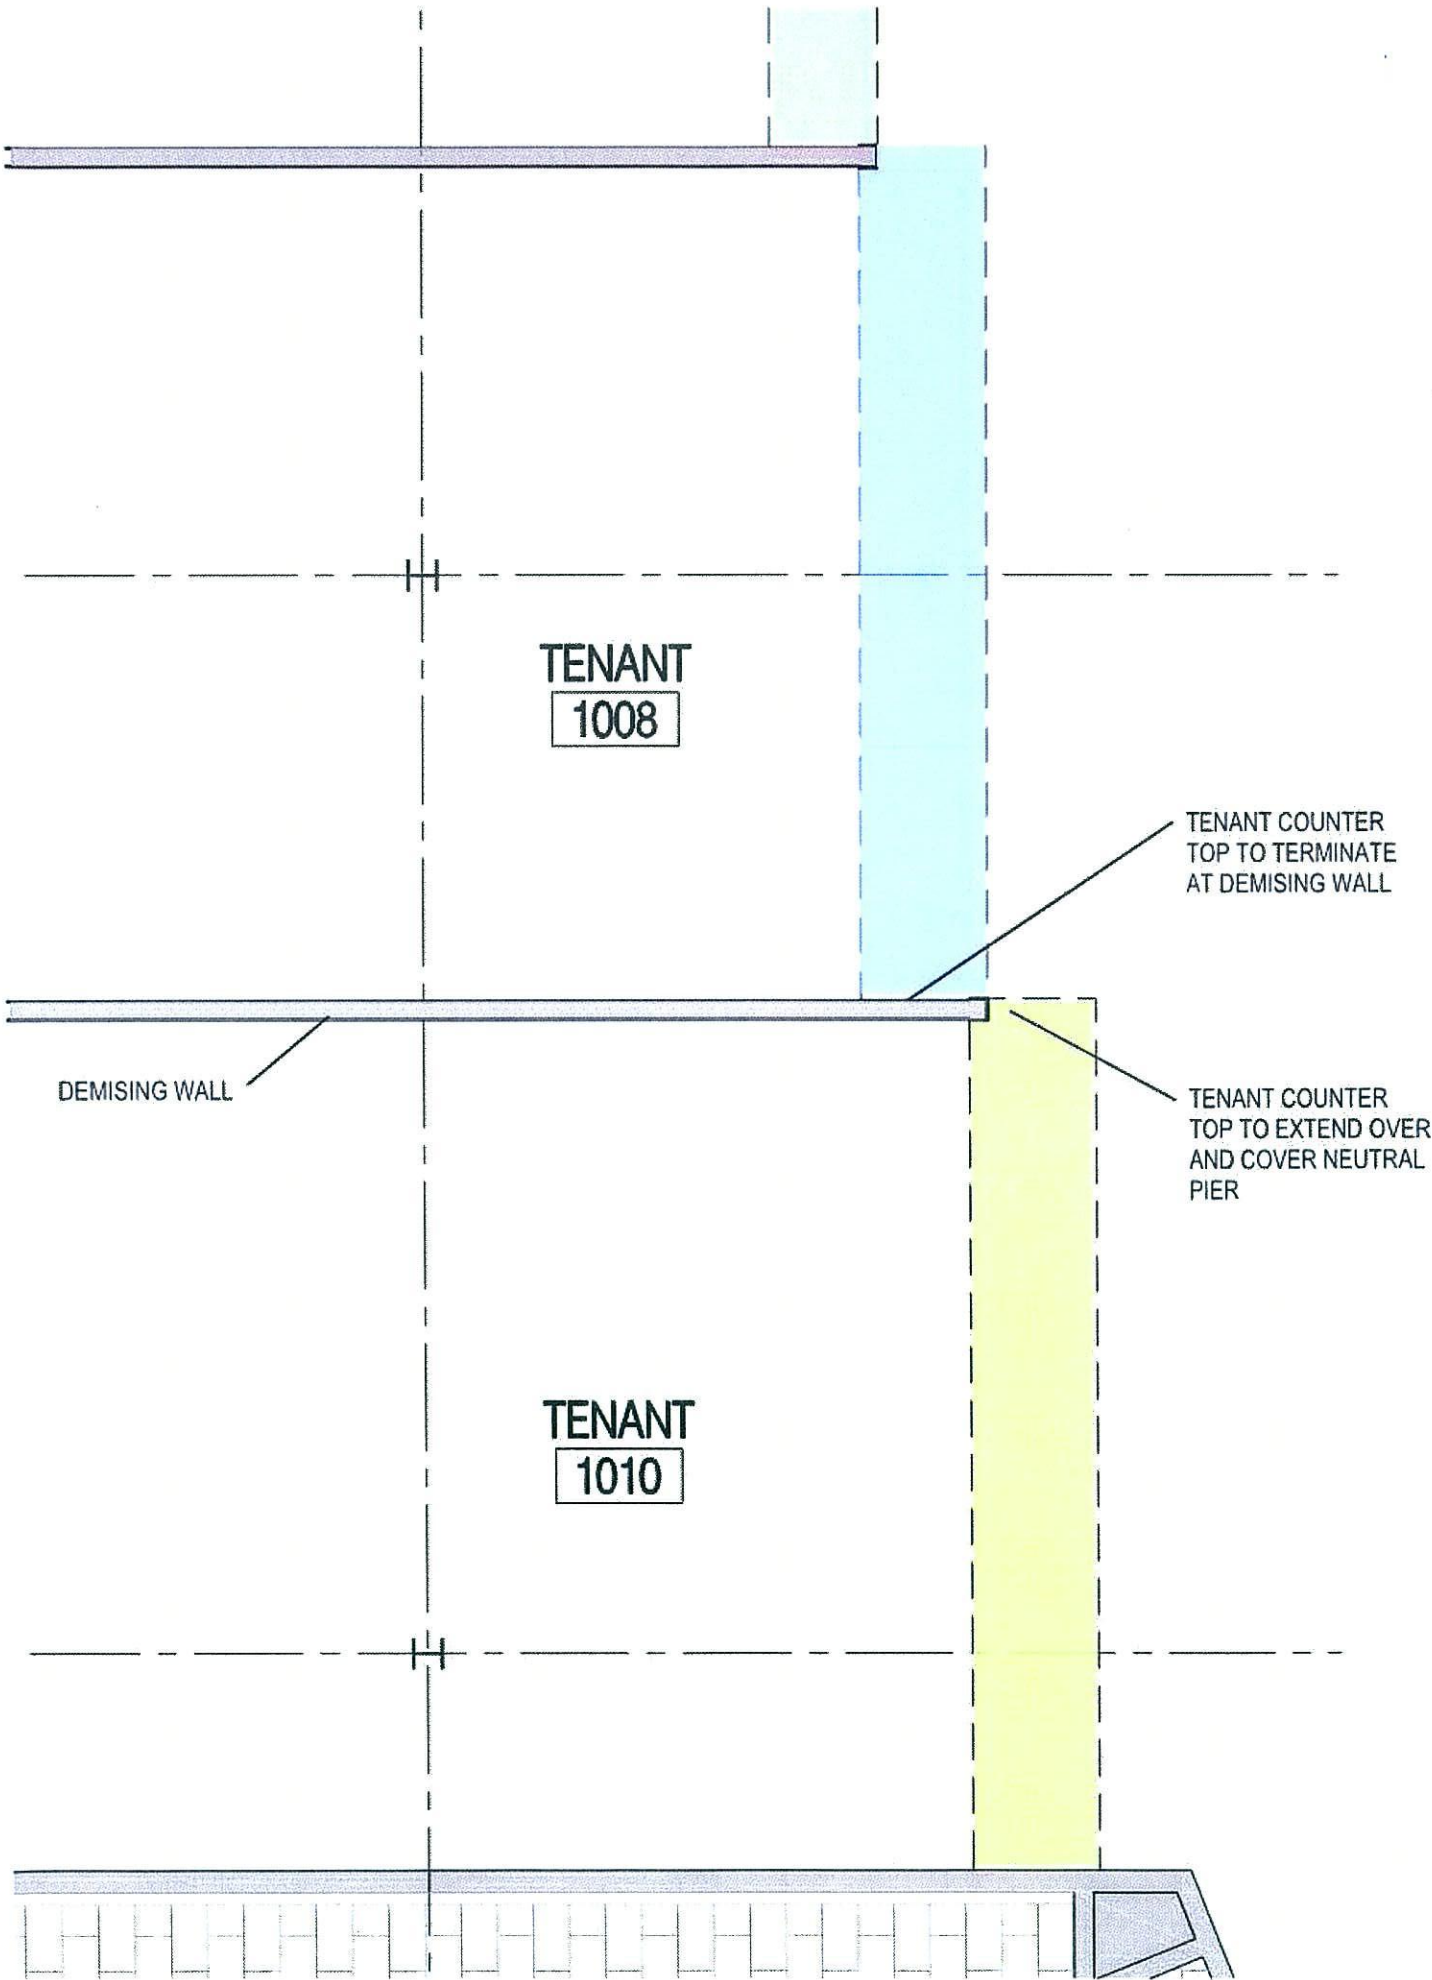 TENANT
1008
TENANT COUNTER
TOP TO TERMINATE
AT DEMISING WALL
DEMISING WALL
TENANT COUNTER
TOP TO EXTEND OVER
AND COVER NEUTRAL
PIER
TENANT
1010